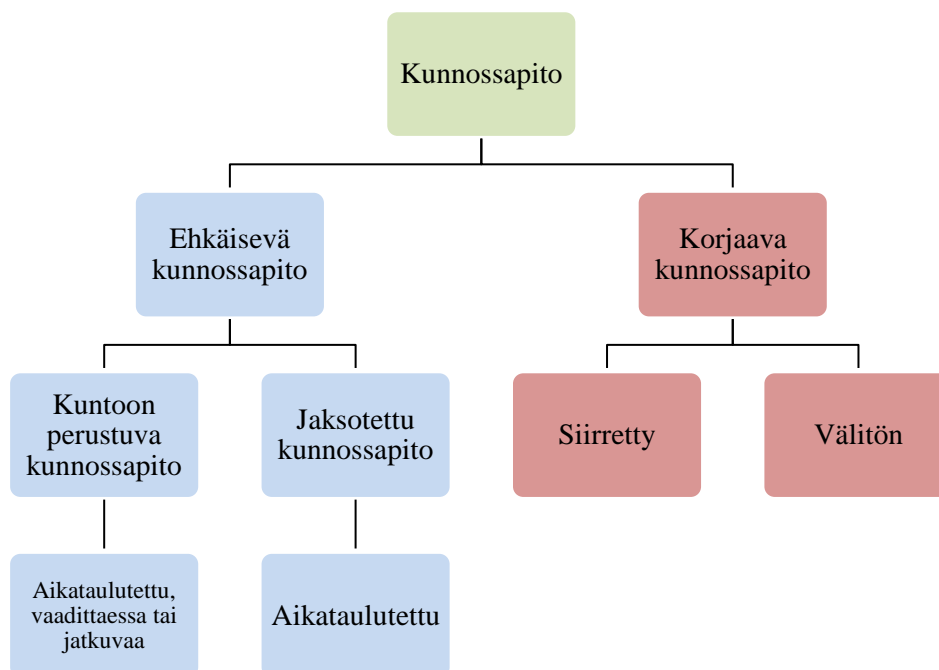 Kunnossapito
Ehkäisevä
kunnossapito
Korjaava
kunnossapito
Kuntoon
perustuva
kunnossapito
Jaksotettu
kunnossapito
Siirretty
Välitön
Aikataulutettu,
vaadittaessa tai
jatkuvaa
Aikataulutettu